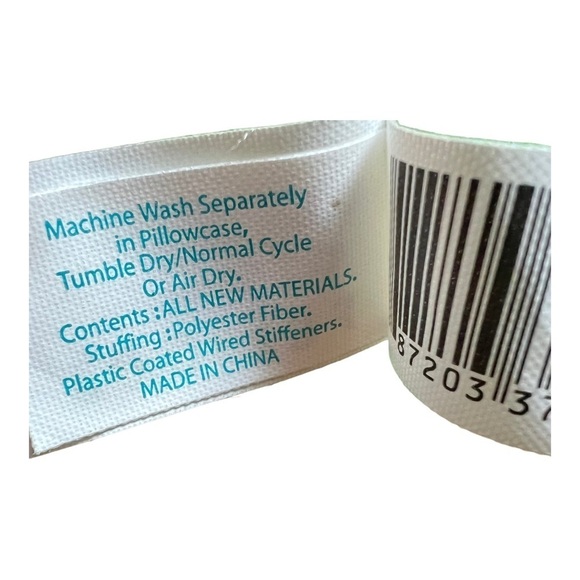 Machine Wash Separately
in Pillowcase,
Tumble Dry/Normal Cycle
Or Air Dry.
Contents :ALL NEW MATERIALS.
Stuffing :Polyester Fiber.
Plastic Coated Wired Stiffeners.
MADE IN CHINA
87203 37